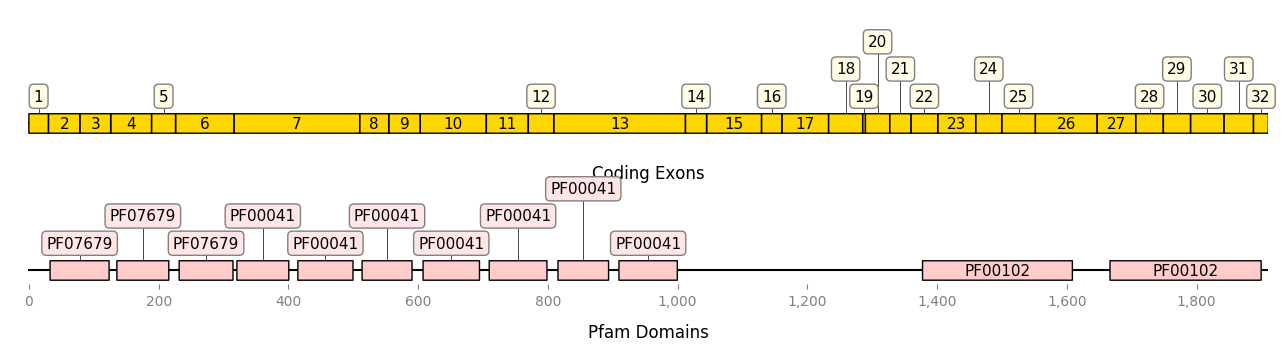 20
18 21 24 29 31
1 5 12 14 16 19 22 25 28 30 32
2 3 4 6 7 8 9 10 11 13 15 17 23 26 27
Coding Exons
PF00041
PF07679 PF00041 PF00041 PF00041
PF07679 PF07679 PF00041 PF00041 PF00041
PF00102 PF00102
0 200 400 600 800 1,000 1,200 1,400 1,600 1,800
Pfam Domains